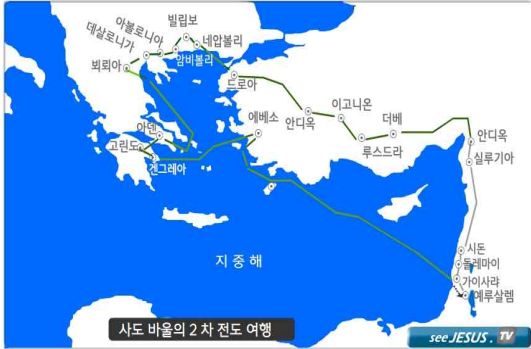 빌립보
아볼로니아
네압볼리
데살로니가
암비볼리
뵈뢰아
드로아
이고니온
더베
에베소
안디옥
안디옥
아덴
루스드라
고린도
실루기아
겐그레아
시돈
돌레마이
지중해
가이사랴
예루살렘
사도 바울의 2 차 전도 여행
see JESUS . TV